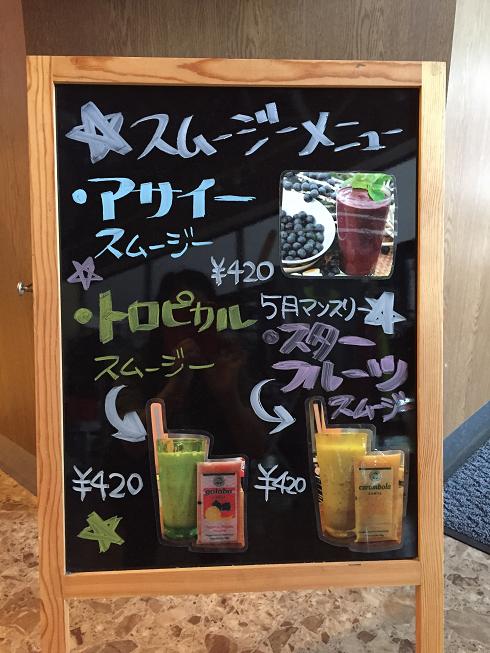 スムージーメニュー
・アサイー
スムージー
¥420
・トロピカル
スムージー
¥420
5月マンスリー
・スター
フルーツ
スムージー
¥420
goiaba
carambola